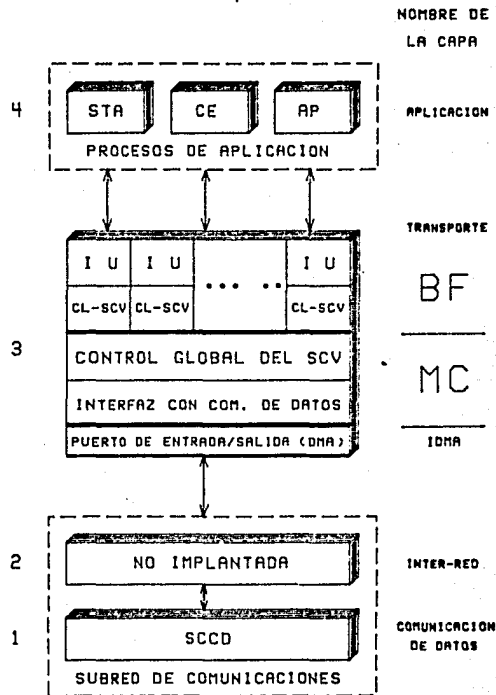 NOMBRE DE
LA CAPA
4
STA CE AP
APLICACION
PROCESOS DE APLICACION
TRANSPORTE
I U I U ... .. I U
CL-SCV CL-SCV CL-SCV
BF
3
CONTROL GLOBAL DEL SCV
MC
INTERFAZ CON COM. DE DATOS
PUERTO DE ENTRADA/SALIDA (DMA)
IDMA
2
NO IMPLANTADA
INTER-RED
1
SCCD
COMUNICACION
DE DATOS
SUBRED DE COMUNICACIONES